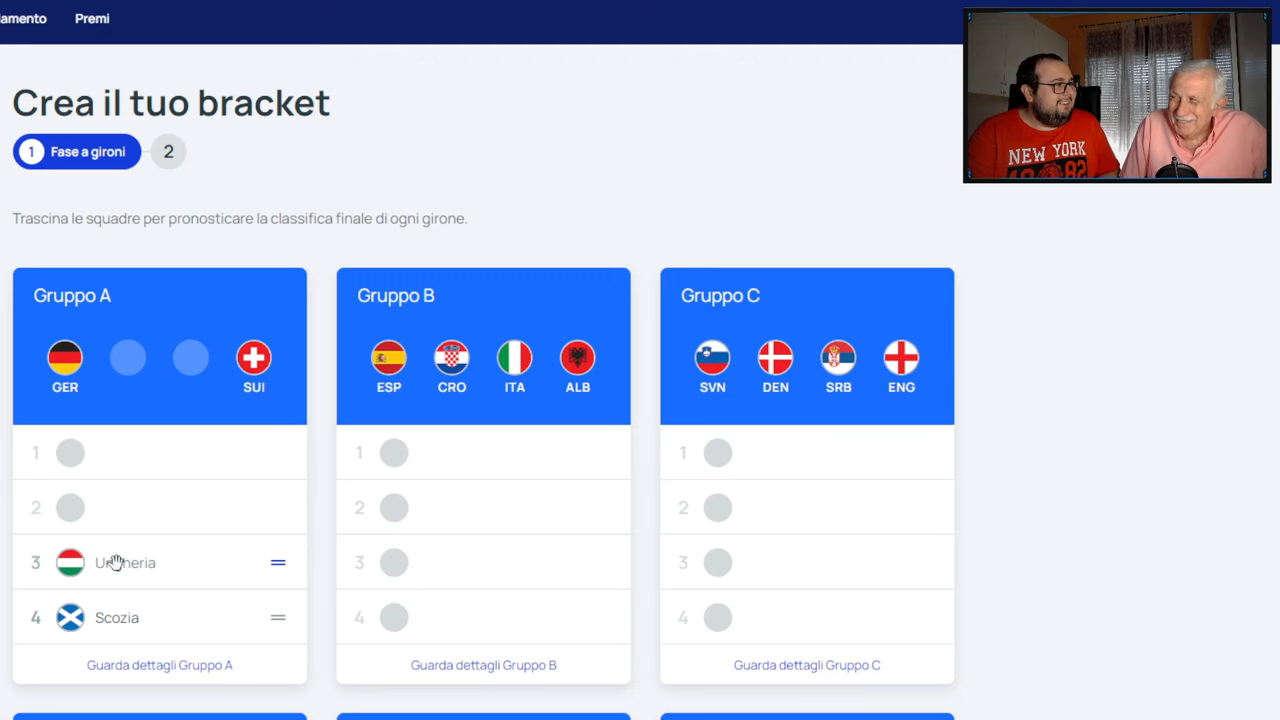 lamento Premi
Crea il tuo bracket
1 Fase a gironi 2
Trascina le squadre per pronosticare la classifica finale di ogni girone.
Gruppo A
GER SUI
1
2
3 Ungheria
4 Scozia
Guarda dettagli Gruppo A
Gruppo B
ESP CRO ITA ALB
1
2
3
4
Guarda dettagli Gruppo B
Gruppo C
SVN DEN SRB ENG
1
2
3
4
Guarda dettagli Gruppo C
NEW YORK